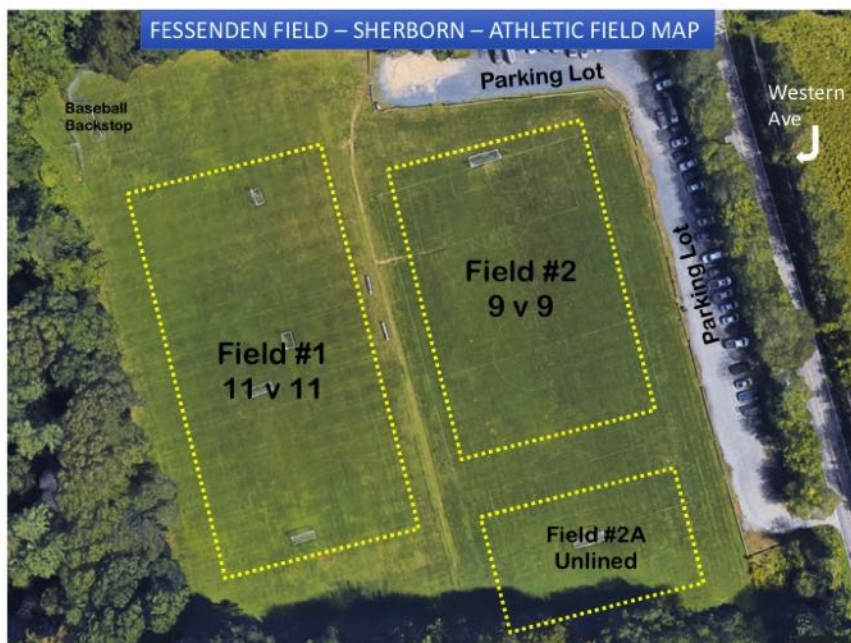 FESSENDEN FIELD – SHERBORN – ATHLETIC FIELD MAP
Parking Lot
Baseball
Backstop
Western
Ave
Field #2
9 v 9
Parking Lot
Field #1
11 v 11
Field #2A
Unlined